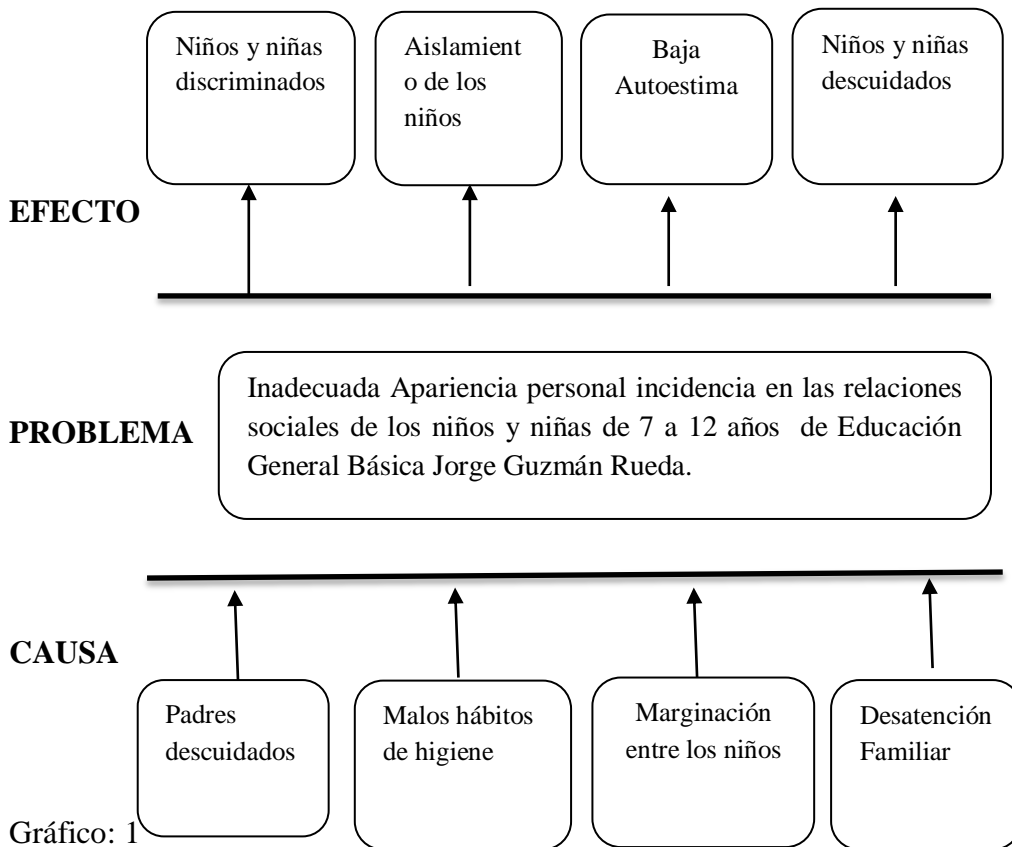 Niños y niñas
discriminados
Aislamient
o de los
niños
Baja
Autoestima
Niños y niñas
descuidados
EFECTO
PROBLEMA
Inadecuada Apariencia personal incidencia en las relaciones
sociales de los niños y niñas de 7 a 12 años de Educación
General Básica Jorge Guzmán Rueda.
CAUSA
Padres
descuidados
Malos hábitos
de higiene
Marginación
entre los niños
Desatención
Familiar
Gráfico: 1